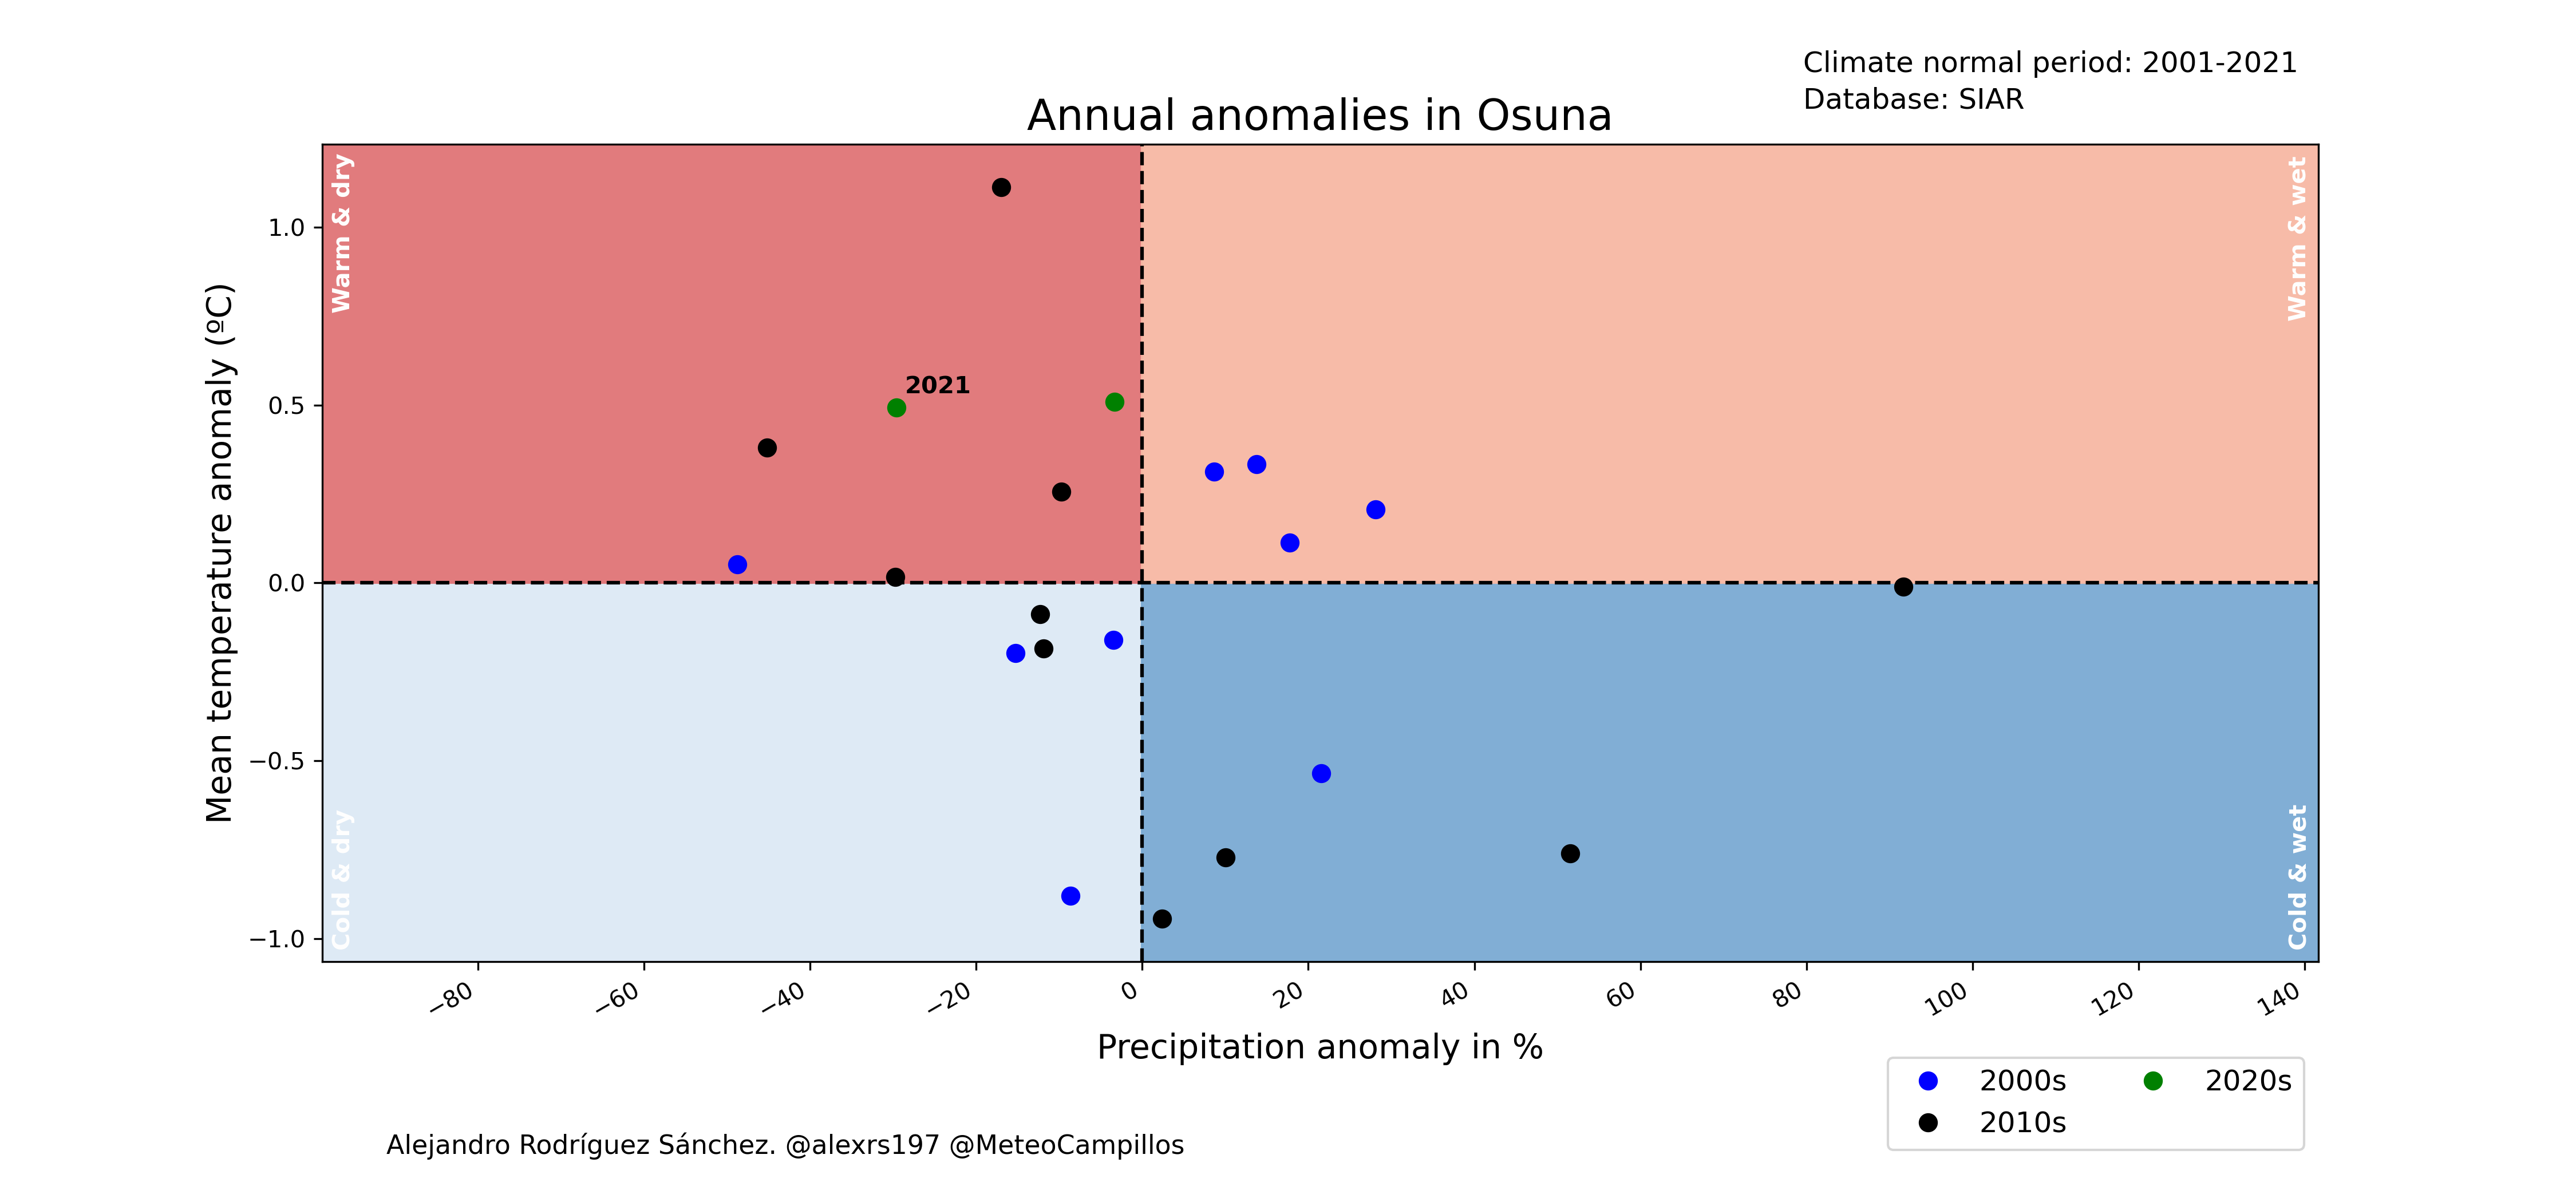 Climate normal period: 2001-2021
Database: SIAR
Annual anomalies in Osuna
Warm & dry
Warm & wet
1.0
0.5
0.0
−0.5
−1.0
Mean temperature anomaly (ºC)
2021
Cold & dry
Cold & wet
−80 −60 −40 −20 0 20 40 60 80 100 120 140
Precipitation anomaly in %
2000s 2020s
2010s
Alejandro Rodríguez Sánchez. @alexrs197 @MeteoCampillos